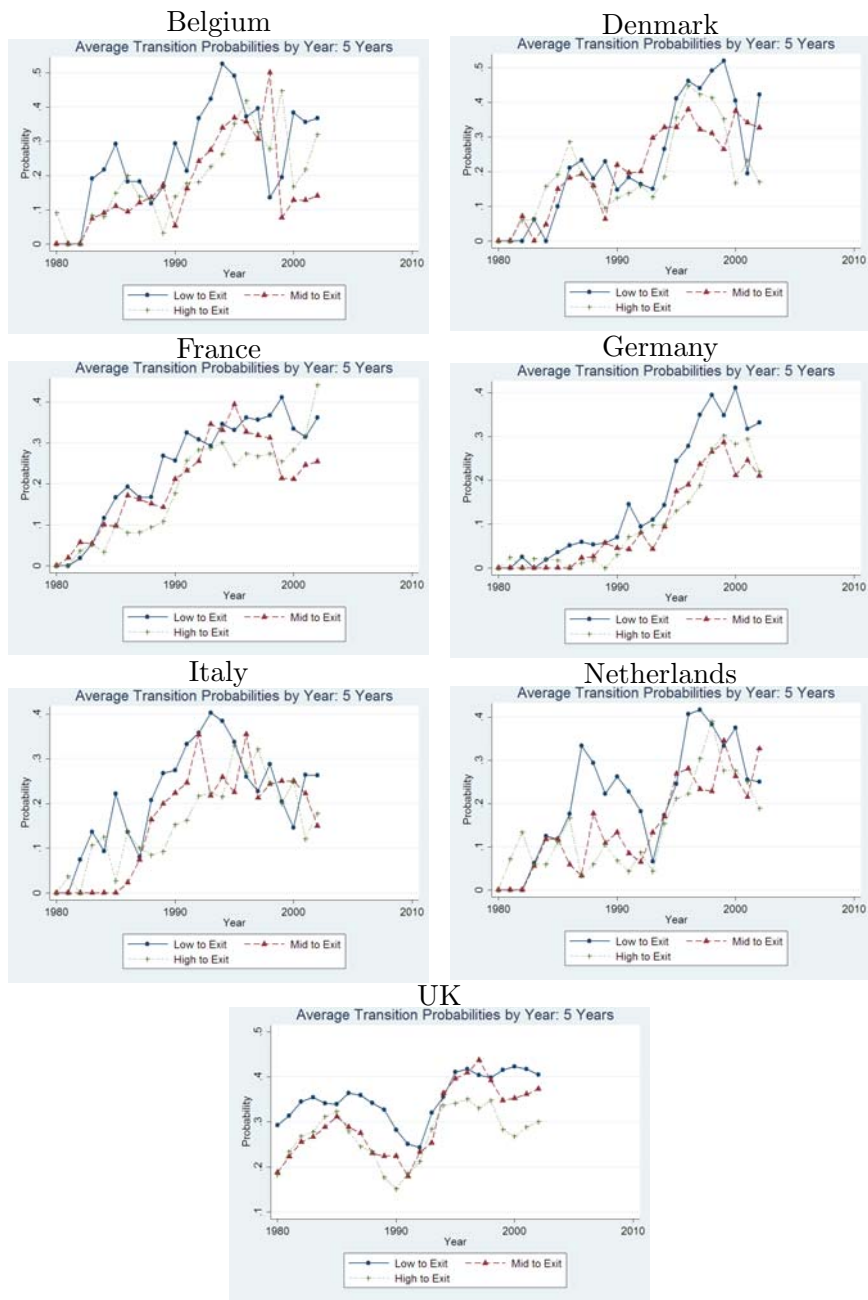 Belgium
Average Transition Probabilities by Year: 5 Years
Probability
.5
.4
.3
.2
.1
0
1980 1990 2000 2010
Year
Low to Exit Mid to Exit
High to Exit
Denmark
Average Transition Probabilities by Year: 5 Years
Probability
.5
.4
.3
.2
.1
0
1980 1990 2000 2010
Year
Low to Exit Mid to Exit
High to Exit
France
Average Transition Probabilities by Year: 5 Years
Probability
.4
.3
.2
.1
0
1980 1990 2000 2010
Year
Low to Exit Mid to Exit
High to Exit
Germany
Average Transition Probabilities by Year: 5 Years
Probability
.4
.3
.2
.1
0
1980 1990 2000 2010
Year
Low to Exit Mid to Exit
High to Exit
Italy
Average Transition Probabilities by Year: 5 Years
Probability
.4
.3
.2
.1
0
1980 1990 2000 2010
Year
Low to Exit Mid to Exit
High to Exit
Netherlands
Average Transition Probabilities by Year: 5 Years
Probability
.4
.3
.2
.1
0
1980 1990 2000 2010
Year
Low to Exit Mid to Exit
High to Exit
UK
Average Transition Probabilities by Year: 5 Years
Probability
.5
.4
.3
.2
.1
1980 1990 2000 2010
Year
Low to Exit Mid to Exit
High to Exit